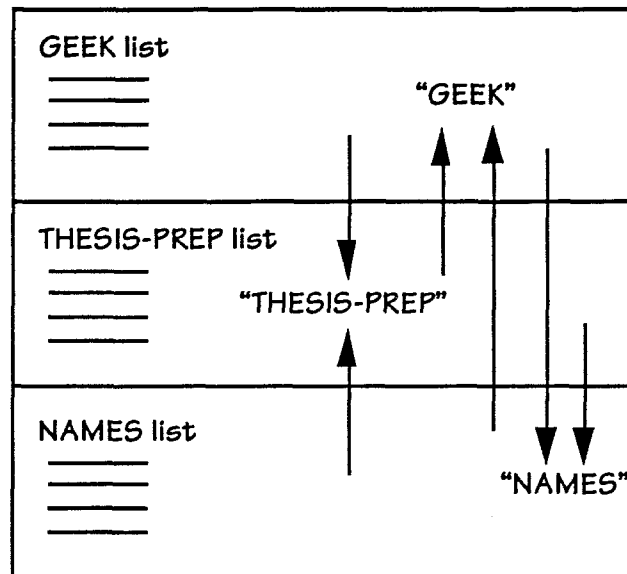 GEEK list
“GEEK”
THESIS-PREP list
“THESIS-PREP”
NAMES list
“NAMES”